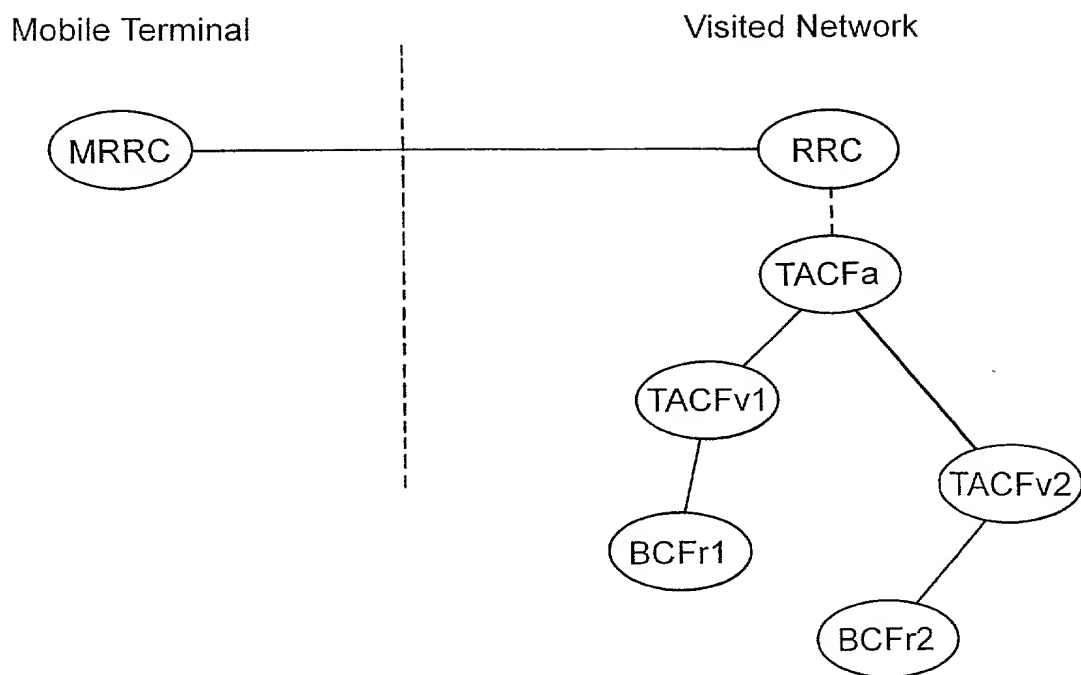 Mobile Terminal
Visited Network
MRRC
RRC
TACFa
TACFv1
TACFv2
BCFr1
BCFr2